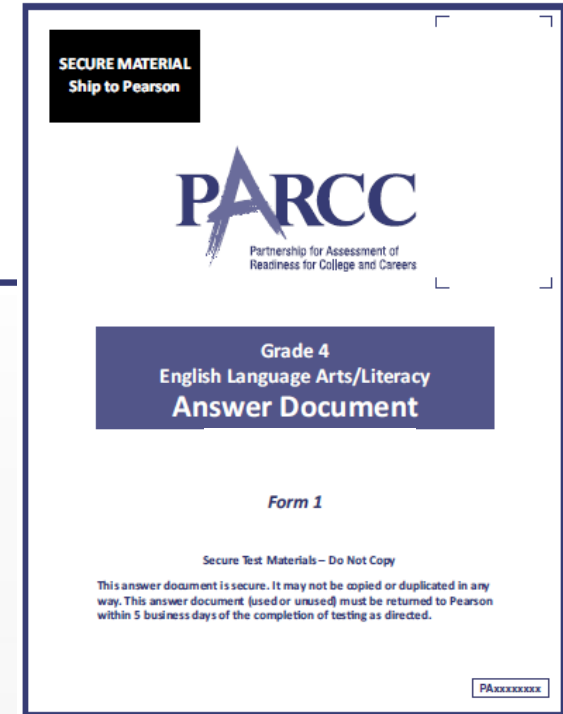 SECURE MATERIAL
Ship to Pearson
PARCC
Partnership for Assessment of
Readiness for College and Careers
Grade 4
English Language Arts/Literacy
Answer Document
Form 1
Secure Test Materials – Do Not Copy
This answer document is secure. It may not be copied or duplicated in any
way. This answer document (used or unused) must be returned to Pearson
within 5 business days of the completion of testing as directed.
PAxxxxxxxx